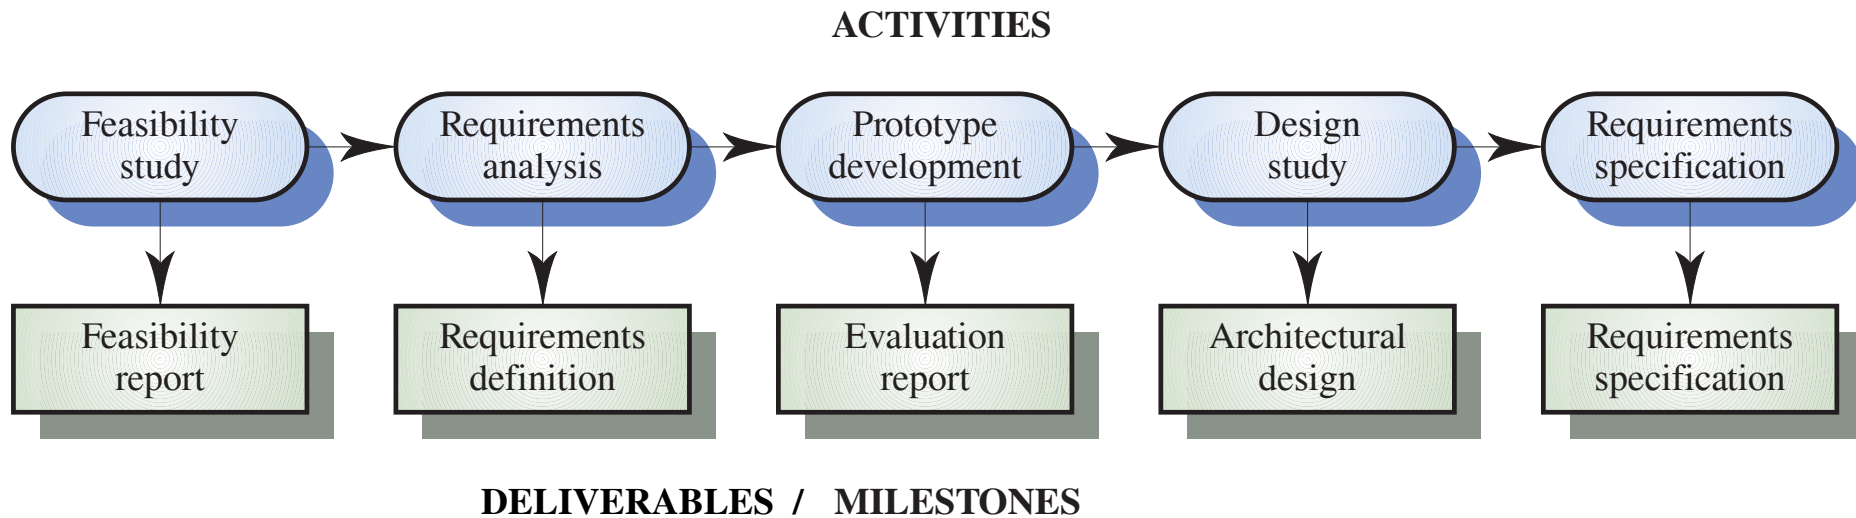 ACTIVITIES
Feasibility
study
Requirements
analysis
Prototype
development
Design
study
Requirements
specification
Feasibility
report
Requirements
definition
Evaluation
report
Architectural
design
Requirements
specification
DELIVERABLES / MILESTONES